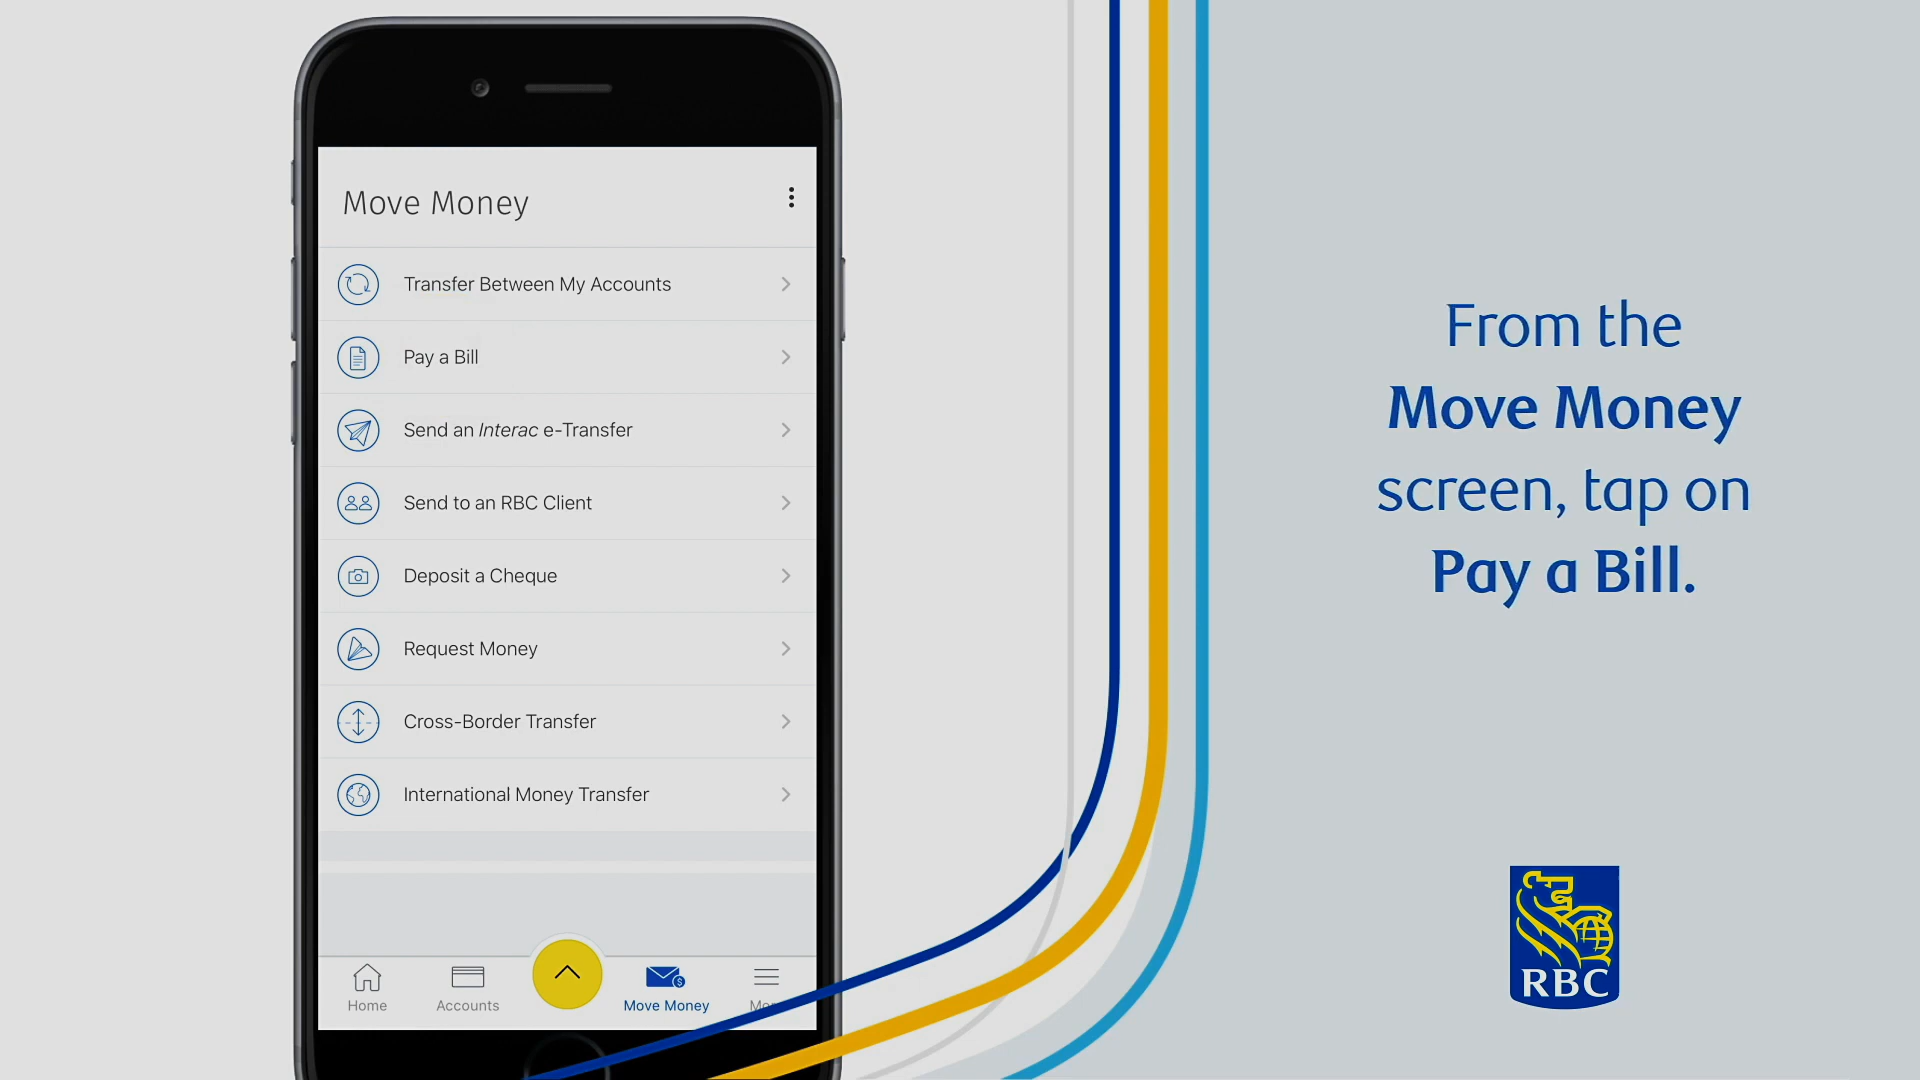 Move Money
Transfer Between My Accounts
Pay a Bill
Send an Interac e-Transfer
Send to an RBC Client
Deposit a Cheque
Request Money
Cross-Border Transfer
International Money Transfer
Home
Accounts
Move Money
From the
Move Money
screen, tap on
Pay a Bill.
RBC